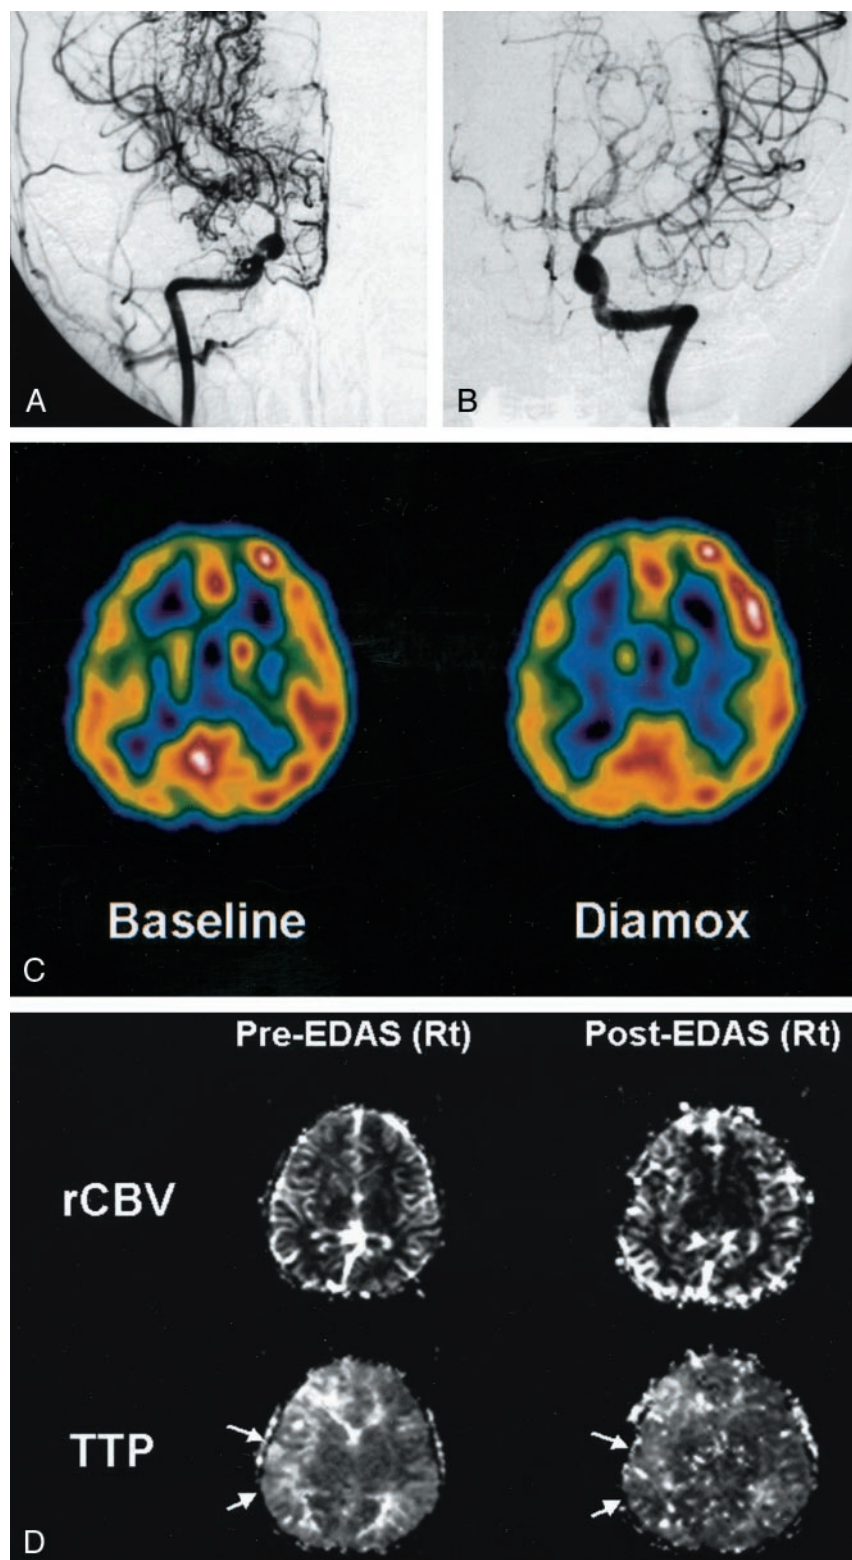 A
B
Baseline
Diamox
C
Pre-EDAS (Rt)
Post-EDAS (Rt)
rCBV
TTP
D